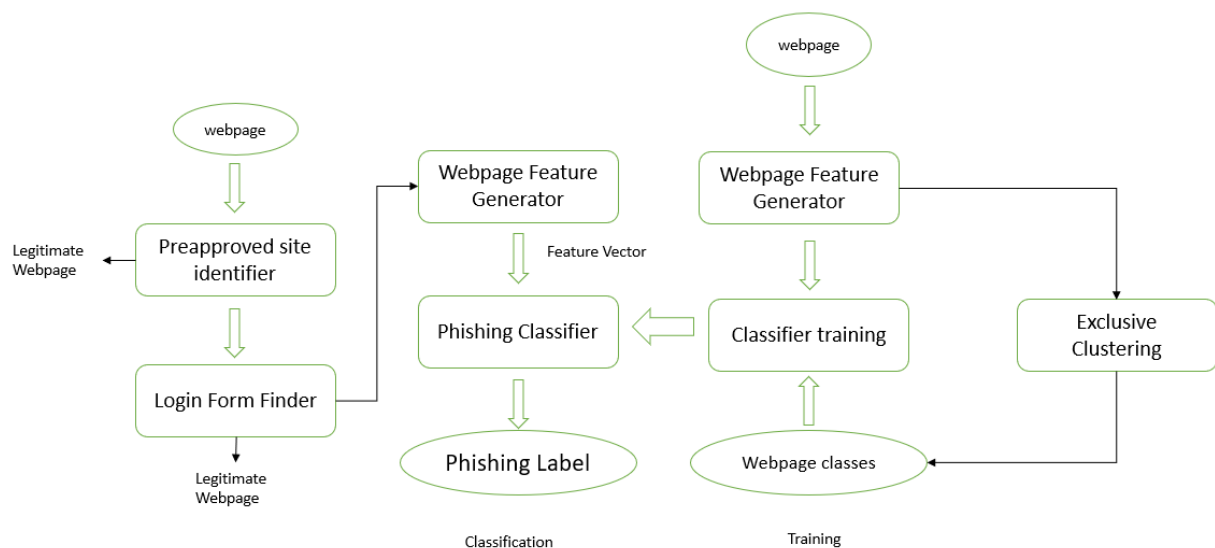 webpage
Preapproved site
identifier
Legitimate
Webpage
Login Form Finder
Legitimate
Webpage
Webpage Feature
Generator
Feature Vector
Phishing Classifier
Phishing Label
Classification
webpage
Webpage Feature
Generator
Classifier training
Webpage classes
Training
Exclusive
Clustering